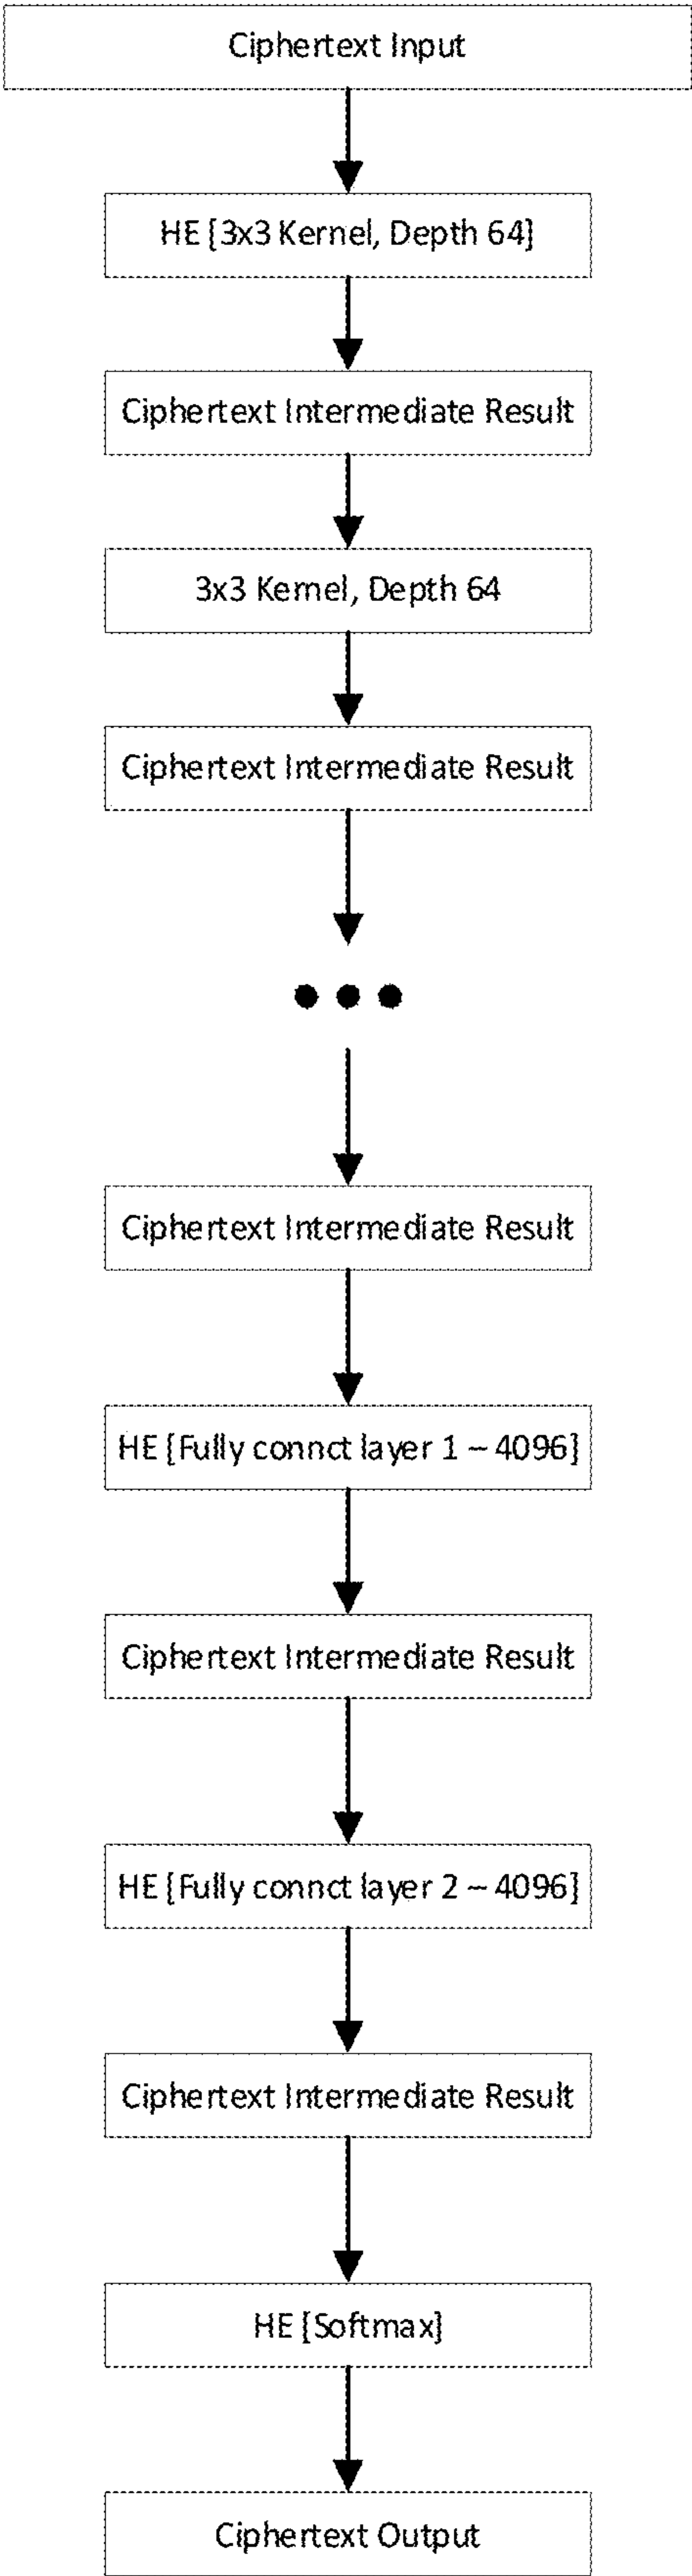 Ciphertext Input
HE [3x3 Kernel, Depth 64]
Ciphertext Intermediate Result
3x3 Kernel, Depth 64
Ciphertext Intermediate Result
Ciphertext Intermediate Result
HE [Fully connct layer 1 – 4096]
Ciphertext Intermediate Result
HE [Fully connct layer 2 – 4096]
Ciphertext Intermediate Result
HE [Softmax]
Ciphertext Output